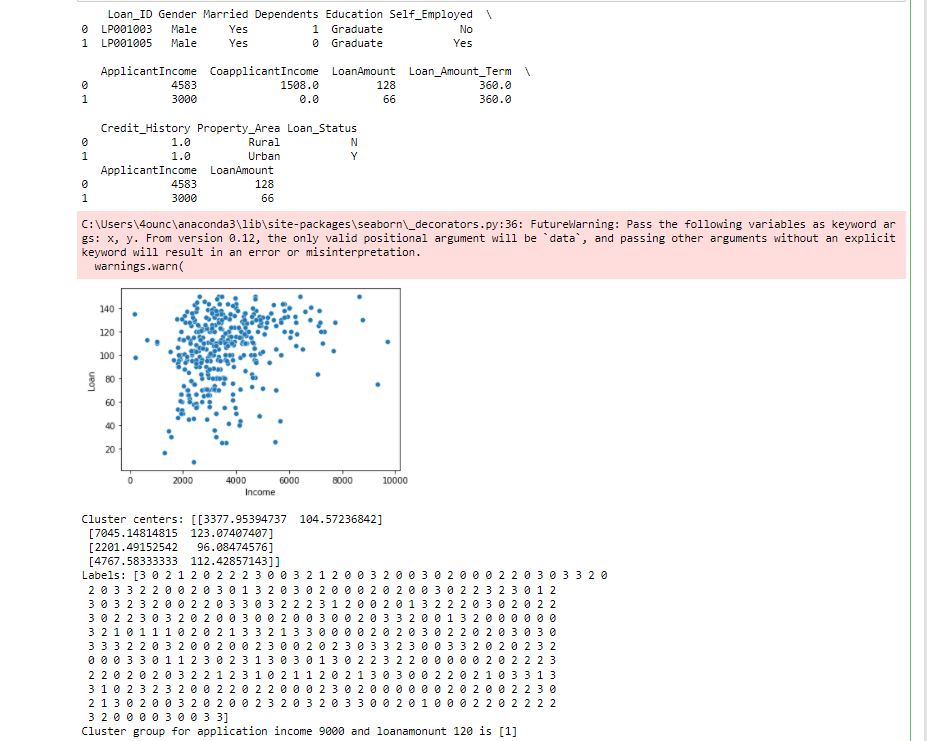 Loan_ID Gender Married Dependents Education Self_Employed \
0 LP001003 Male Yes 1 Graduate No
1 LP001005 Male Yes 0 Graduate Yes
ApplicantIncome CoapplicantIncome LoanAmount Loan_Amount_Term \
0 4583 1508.0 128 360.0
1 3000 0.0 66 360.0
Credit_History Property_Area Loan_Status
0 1.0 Rural N
1 1.0 Urban Y
ApplicantIncome LoanAmount
0 4583 128
1 3000 66
C:\Users\4ounc\anaconda3\lib\site-packages\seaborn\_decorators.py:36: FutureWarning: Pass the following variables as keyword ar
gs: x, y. From version 0.12, the only valid positional argument will be `data`, and passing other arguments without an explicit
keyword will result in an error or misinterpretation.
warnings.warn(
140
120
100
80
60
40
20
Loan
0 2000 4000 6000 8000 10000
Income
Cluster centers: [[3377.95394737 104.57236842]
[7045.14814815 123.07407407]
[2201.49152542 96.08474576]
[4767.58333333 112.42857143]]
Labels: [3 0 2 1 2 0 2 2 2 3 0 0 3 2 1 2 0 0 3 2 0 0 3 0 2 0 0 0 2 2 0 3 0 3 3 2 0
2 0 3 3 2 2 0 0 2 0 3 0 1 3 2 0 3 0 2 0 0 0 2 0 2 0 0 3 0 2 2 3 2 3 0 1 2
3 0 3 2 3 2 0 0 2 2 0 3 3 0 3 2 2 2 3 1 2 0 0 2 0 1 3 2 2 2 0 3 0 2 0 2 2
3 0 2 2 3 0 3 2 0 2 0 0 3 0 0 2 0 0 3 0 0 2 0 3 3 2 0 0 1 3 2 0 0 0 0 0 0
3 2 1 0 1 1 1 0 2 0 2 1 3 3 2 1 3 3 0 0 0 0 2 0 2 0 3 0 2 2 0 2 0 3 0 3 0
3 3 3 2 2 0 3 2 0 0 2 0 0 2 3 0 0 2 0 2 3 0 3 3 2 3 0 0 3 3 2 0 2 0 2 3 2
0 0 0 3 3 0 1 1 2 3 0 2 3 1 3 0 3 0 1 3 0 2 2 3 2 2 0 0 0 0 0 2 0 2 2 2 3
2 2 0 2 0 2 0 3 2 2 1 2 3 1 0 2 1 1 2 0 2 1 3 0 3 0 0 2 2 0 2 1 0 3 3 1 3
3 1 0 2 3 2 3 2 0 0 2 2 0 2 2 0 0 0 2 3 0 2 0 0 0 0 0 0 2 0 2 0 0 2 2 3 0
2 1 3 0 2 0 0 3 2 0 2 0 0 2 3 2 0 3 2 0 3 3 0 0 2 0 1 0 0 0 2 2 0 2 2 2 2
3 2 0 0 0 0 3 0 0 3 3]
Cluster group for application income 9000 and loanamonunt 120 is [1]